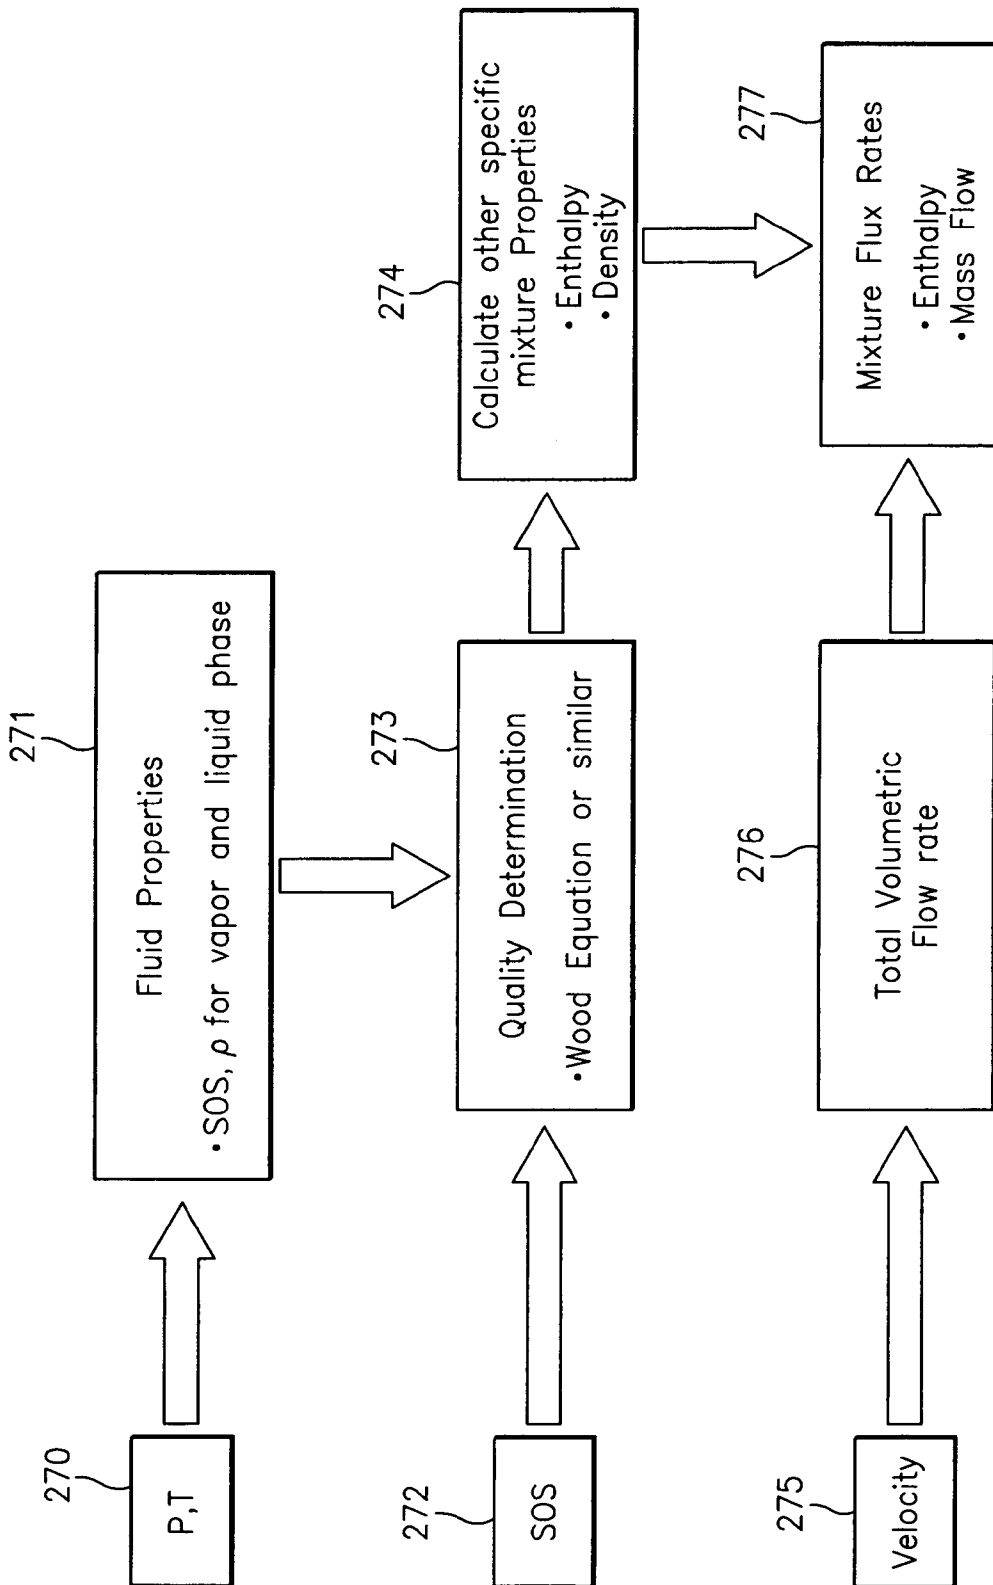 270
P,T
271
Fluid Properties
•SOS, ρ for vapor and liquid phase
272
SOS
273
Quality Determination
•Wood Equation or similar
274
Calculate other specific
mixture Properties
•Enthalpy
•Density
275
Velocity
276
Total Volumetric
Flow rate
277
Mixture Flux Rates
•Enthalpy
•Mass Flow